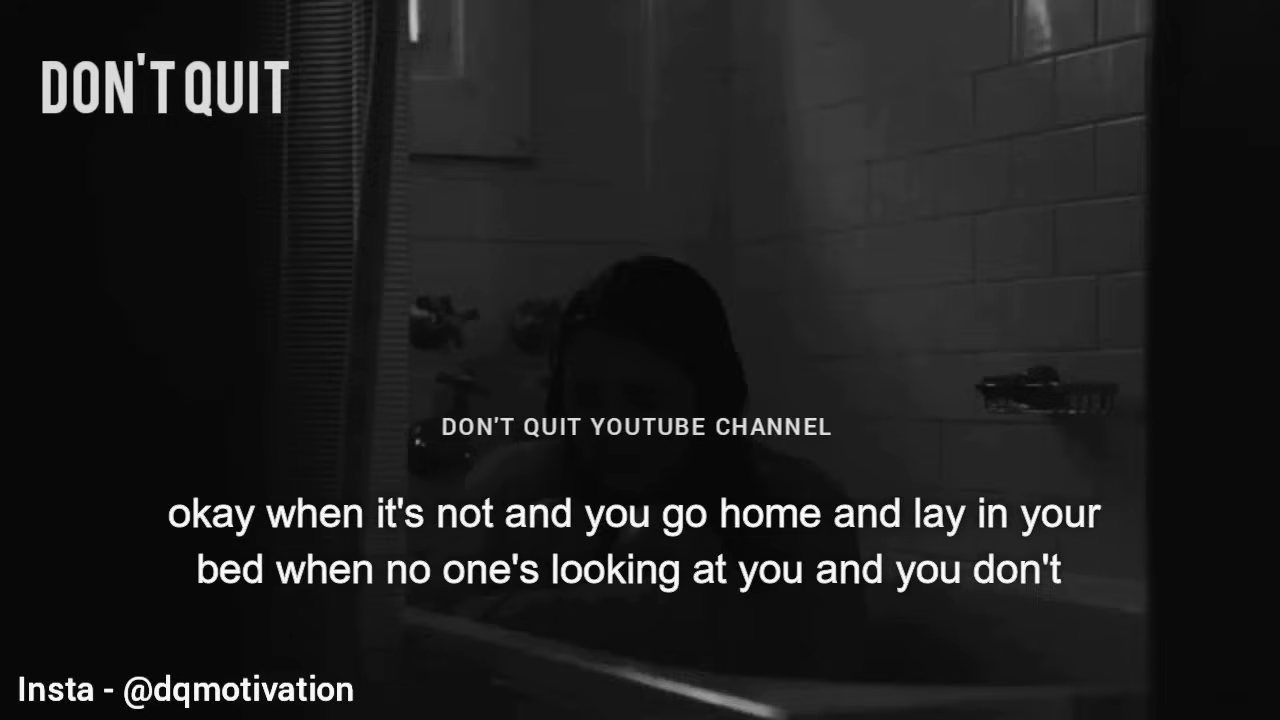 DON'T QUIT
DON'T QUIT YOUTUBE CHANNEL
okay when it's not and you go home and lay in your
bed when no one's looking at you and you don't
Insta - @dqmotivation